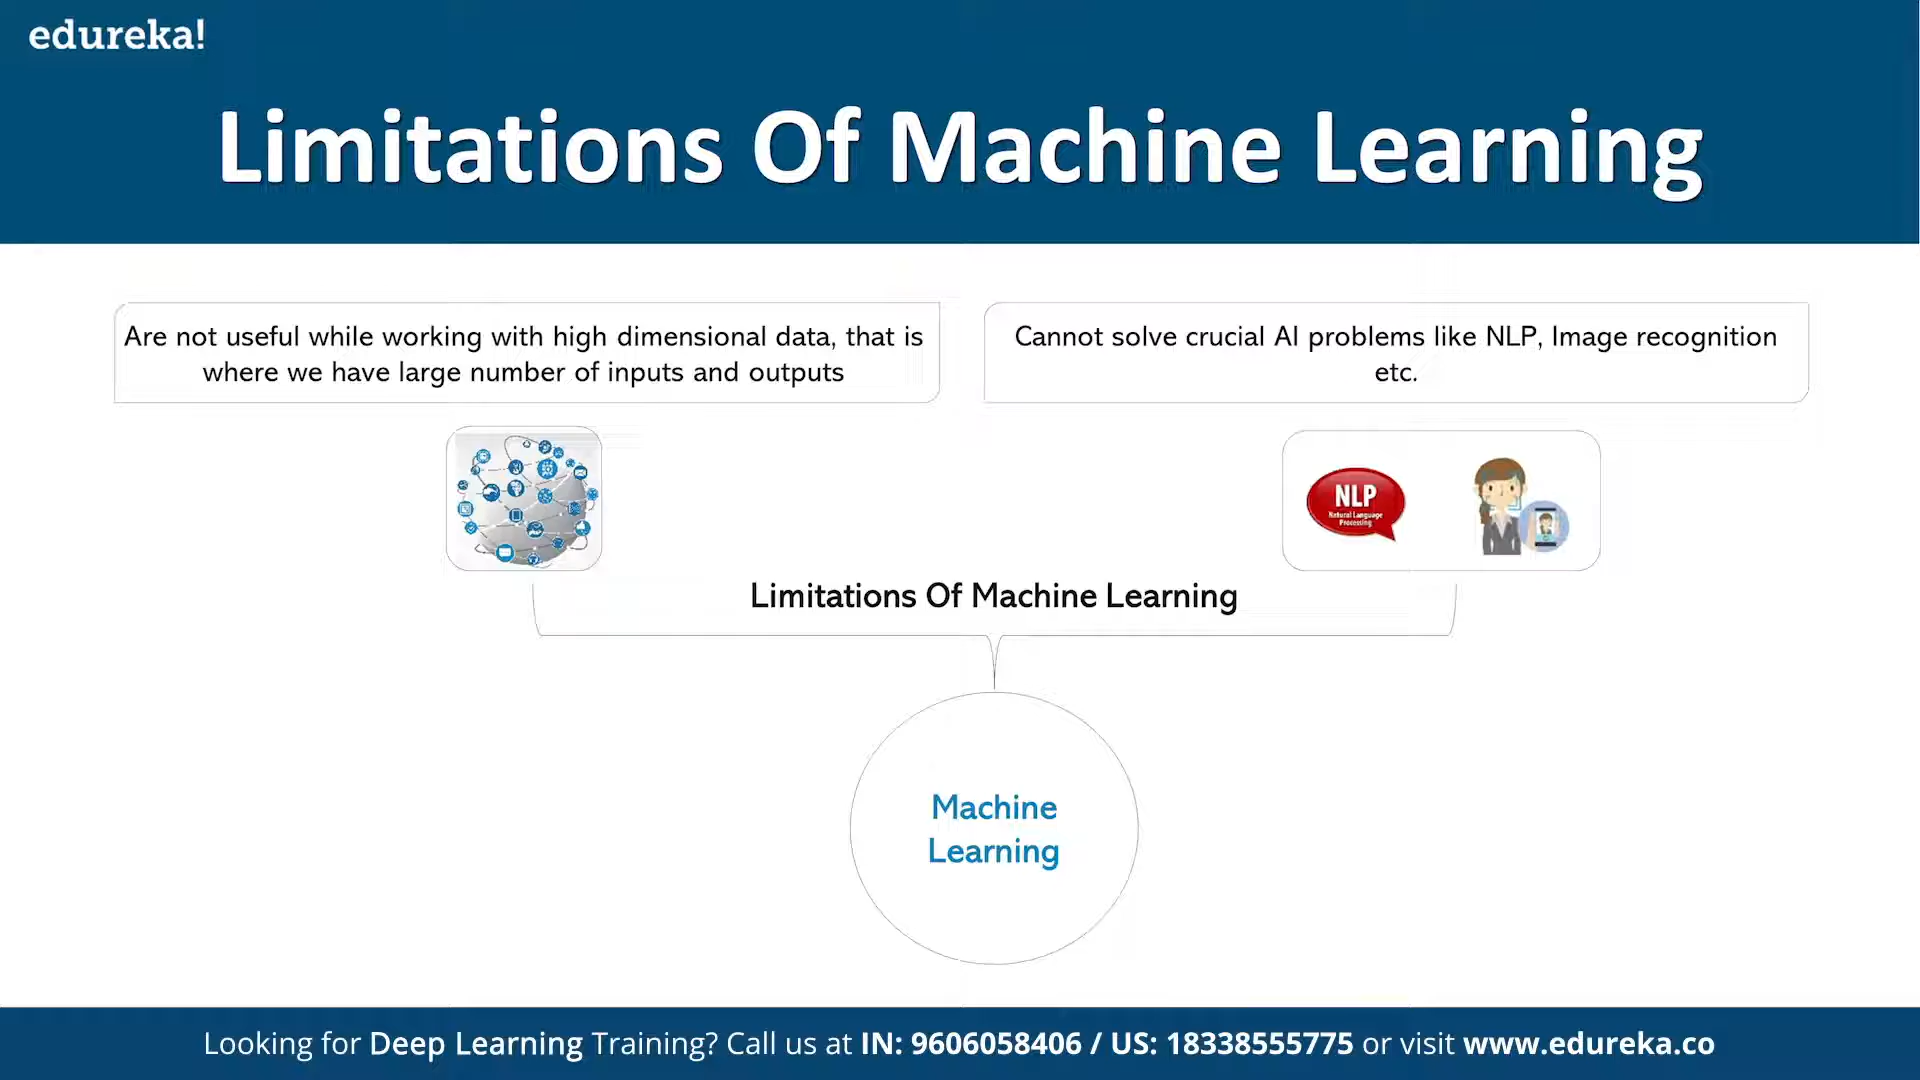 edureka!
Limitations Of Machine Learning
Are not useful while working with high dimensional data, that is
where we have large number of inputs and outputs
Cannot solve crucial AI problems like NLP, Image recognition
etc.
NLP
Natural Language
Processing
Limitations Of Machine Learning
Machine
Learning
Looking for Deep Learning Training? Call us at IN: 9606058406 / US: 18338555775 or visit www.edureka.co